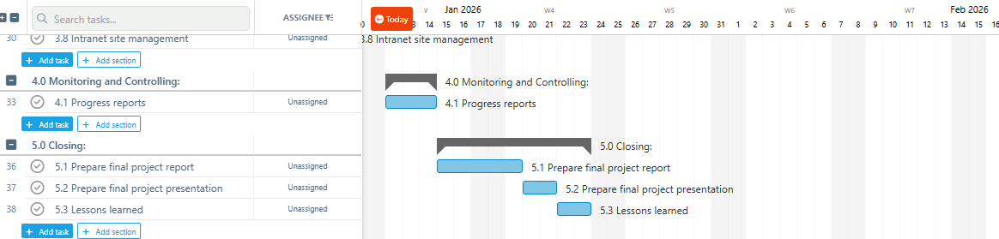 Search tasks...
ASSIGNEE
Today
W Jan 2026 W4 W5 W6 W7 Feb 2026
14 15 16 17 18 19 20 21 22 23 24 25 26 27 28 29 30 31 1 2 3 4 5 6 7 8 9 10 11 12 13 14 15 16
30 3.8 Intranet site management Unassigned 3.8 Intranet site management
+ Add task + Add section
4.0 Monitoring and Controlling: 4.0 Monitoring and Controlling:
33 4.1 Progress reports Unassigned 4.1 Progress reports
+ Add task + Add section
5.0 Closing: 5.0 Closing:
36 5.1 Prepare final project report Unassigned 5.1 Prepare final project report
37 5.2 Prepare final project presentation Unassigned 5.2 Prepare final project presentation
38 5.3 Lessons learned Unassigned 5.3 Lessons learned
+ Add task + Add section